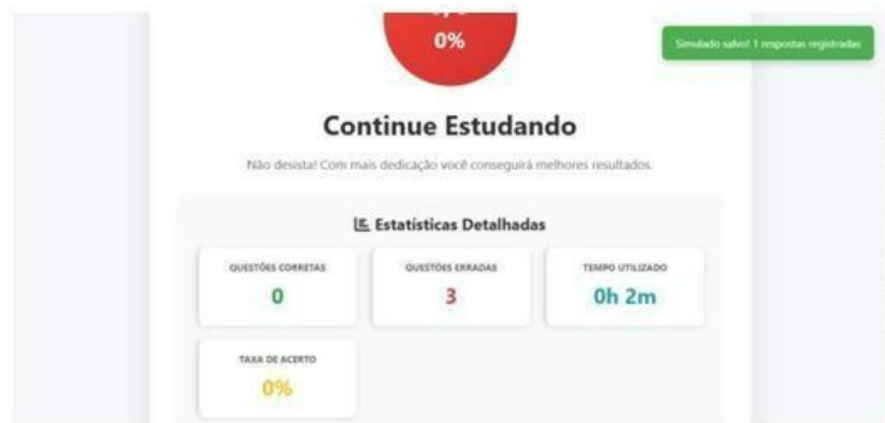 0%
Simulado salvo! 1 respostas registradas
Continue Estudando
Não desista! Com mais dedicação você conseguirá melhores resultados.
Estatísticas Detalhadas
QUESTÕES CORRETAS
0
QUESTÕES ERRADAS
3
TEMPO UTILIZADO
0h 2m
TAXA DE ACERTO
0%